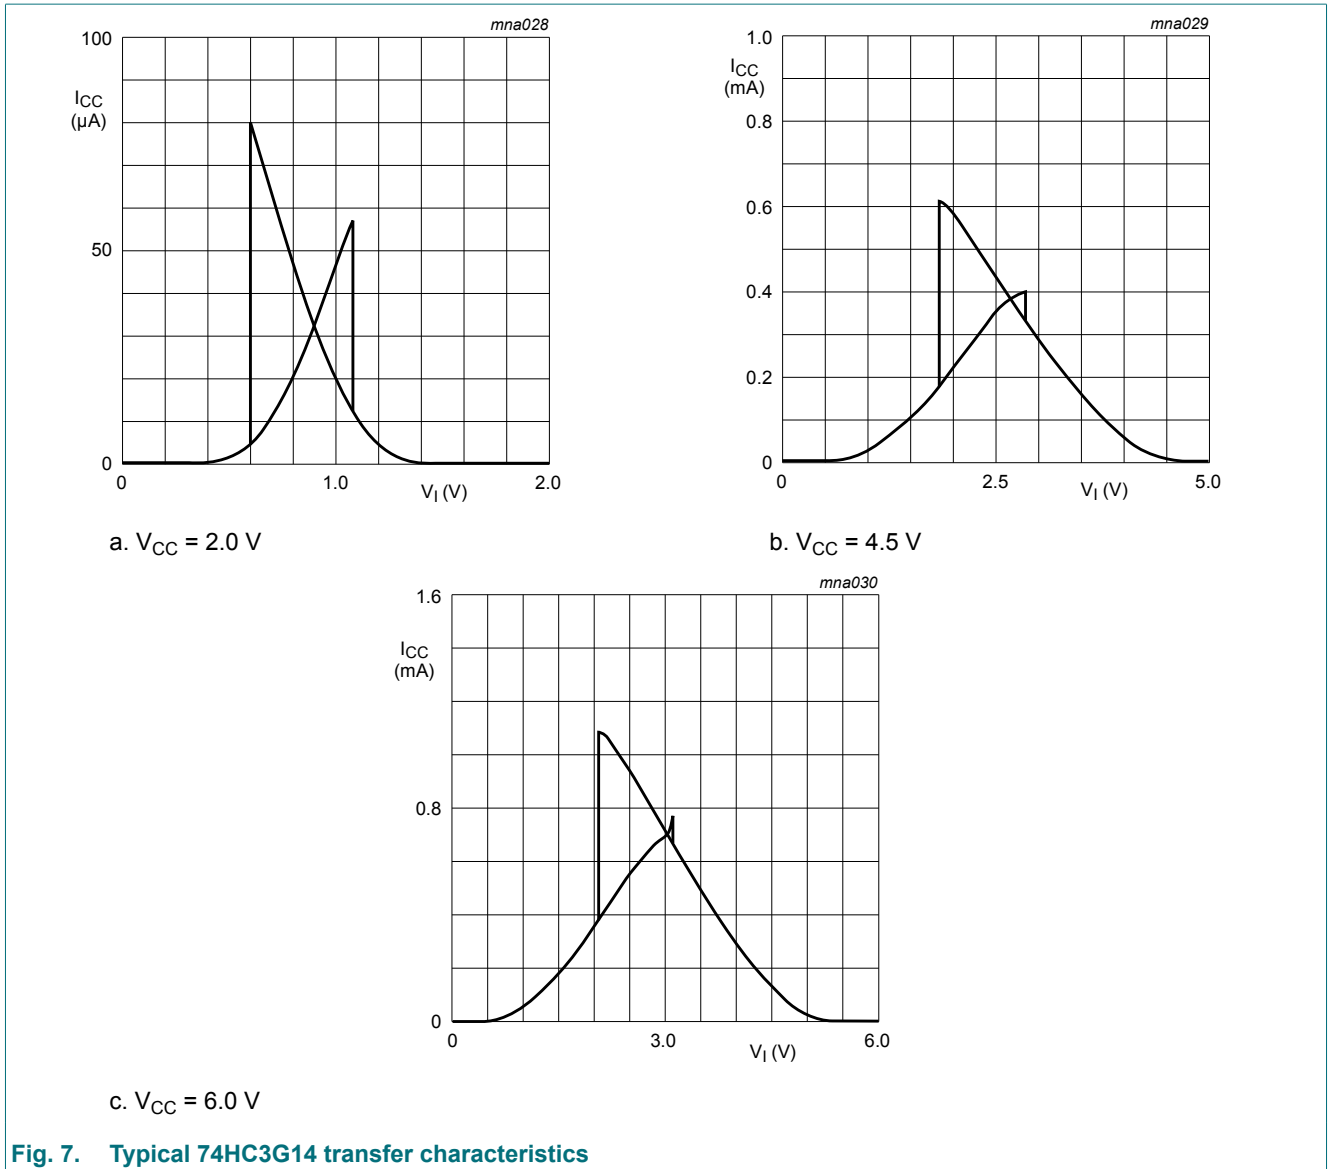 mna028
100
ICC
(µA)
50
0
0
1.0
VI (V)
2.0
a. VCC = 2.0 V
mna029
1.0
ICC
(mA)
0.8
0.6
0.4
0.2
0
0
2.5
VI (V)
5.0
b. VCC = 4.5 V
mna030
1.6
ICC
(mA)
0.8
0
0
3.0
VI (V)
6.0
c. VCC = 6.0 V
Fig. 7. Typical 74HC3G14 transfer characteristics